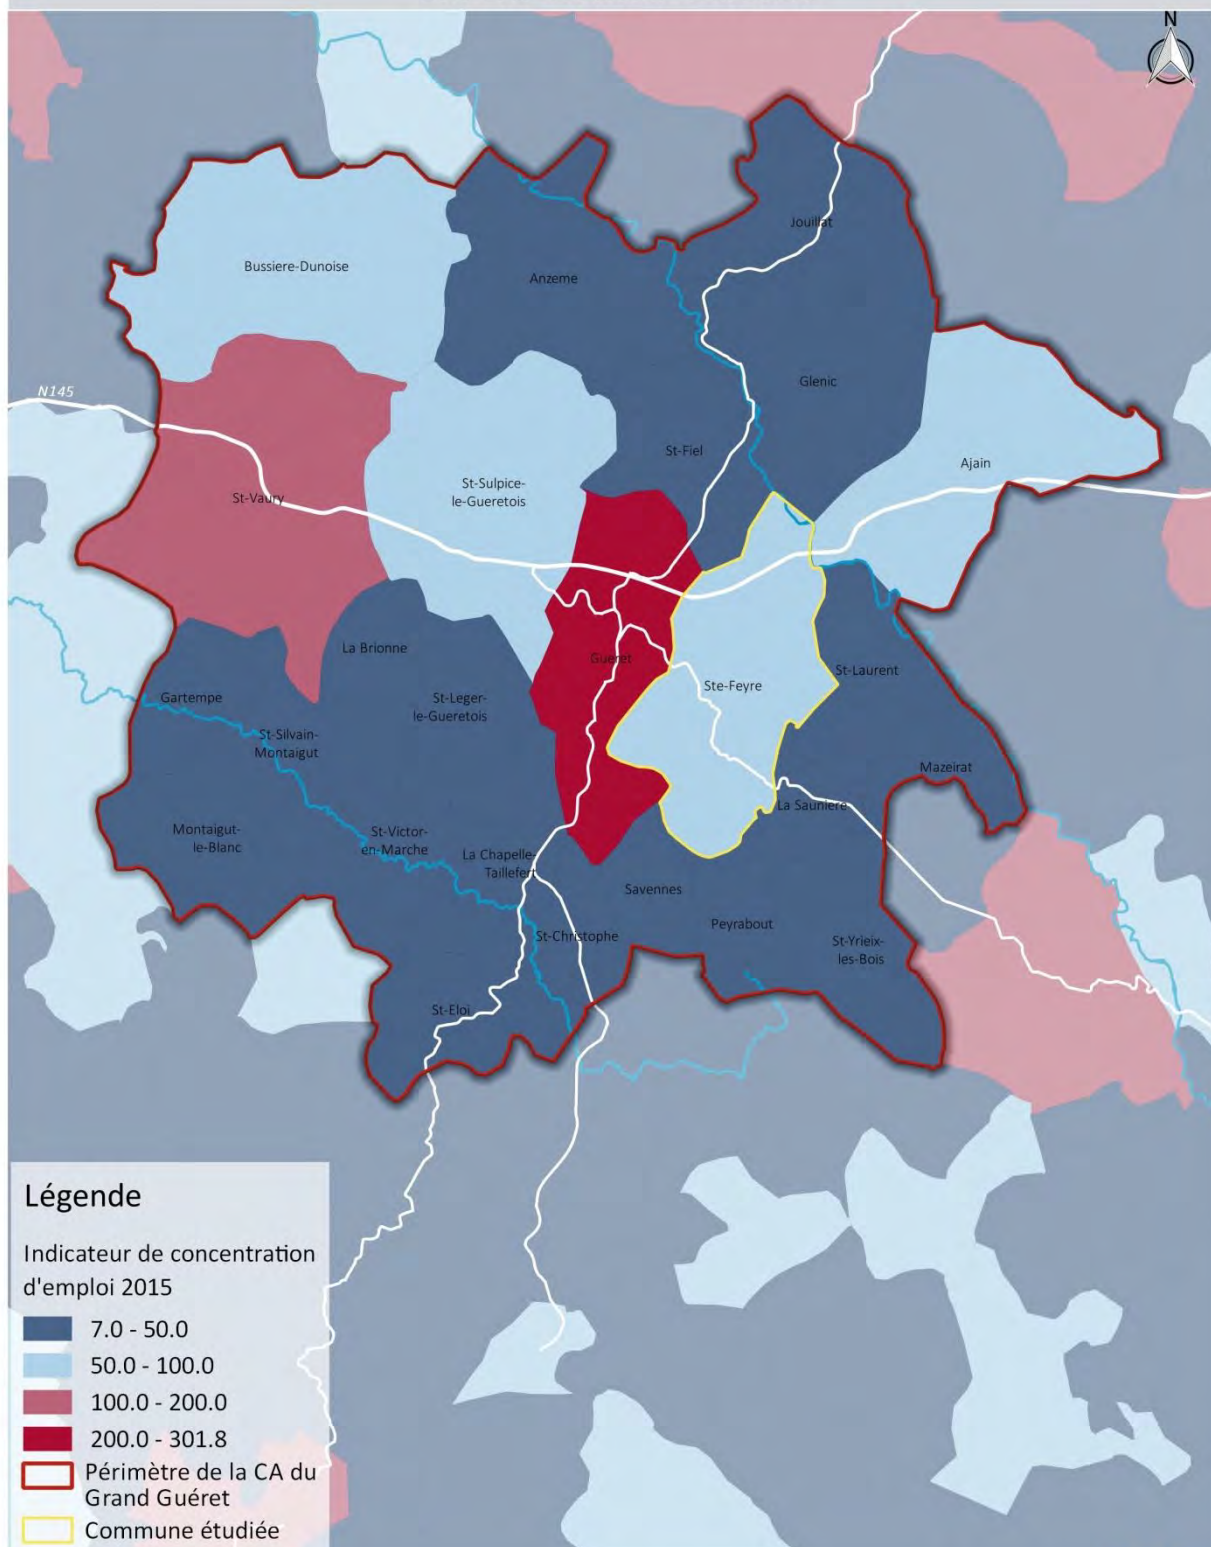 N
Jouillat
Bussiere-Dunoise
Anzeme
Glenic
N145
St-Fiel
Ajain
St-Vaury
St-Sulpice-
le-Gueretois
La Brionne
Gueret
St-Laurent
Ste-Feyre
Gartempe
St-Leger-
le-Gueretois
St-Silvain-
Montaigut
Mazeirat
La Sauniere
Montaigut-
le-Blanc
St-Victor-
en-Marche
La Chapelle-
Taillefert
Savennes
Peyrabout
St-Christophe
St-Yrieix-
les-Bois
St-Eloi
Légende
Indicateur de concentration
d'emploi 2015
7.0 - 50.0
50.0 - 100.0
100.0 - 200.0
200.0 - 301.8
Périmètre de la CA du
Grand Guéret
Commune étudiée